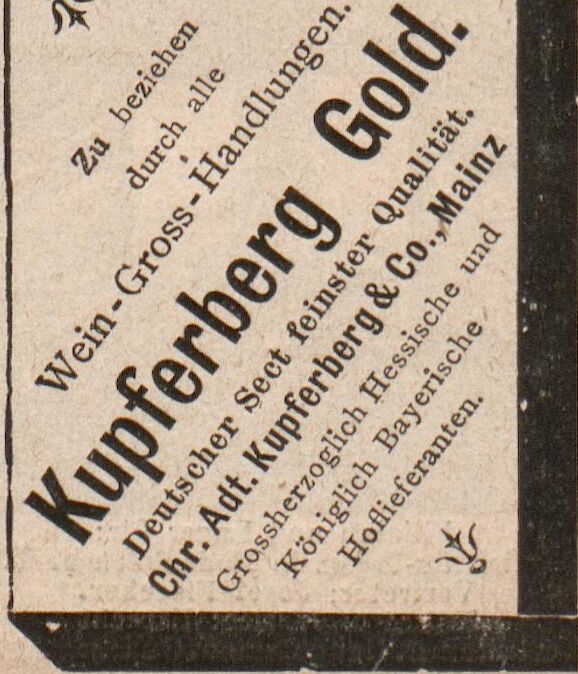 Zu beziehen
durch alle
Wein-Gross-Handlungen.
Kupferberg Gold.
Deutscher Sect feinster Qualität.
Chr. Adt. Kupferberg & Co., Mainz
Grossherzoglich Hessische und
Königlich Bayerische
Hoflieferanten.